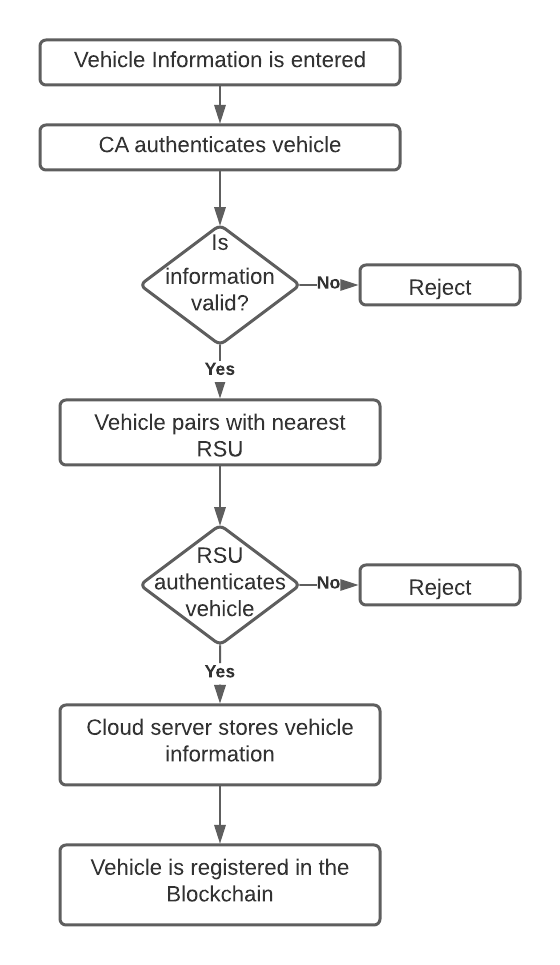 Vehicle Information is entered
CA authenticates vehicle
Is
information
valid?
No
Reject
Yes
Vehicle pairs with nearest
RSU
RSU
authenticates
vehicle
No
Reject
Yes
Cloud server stores vehicle
information
Vehicle is registered in the
Blockchain